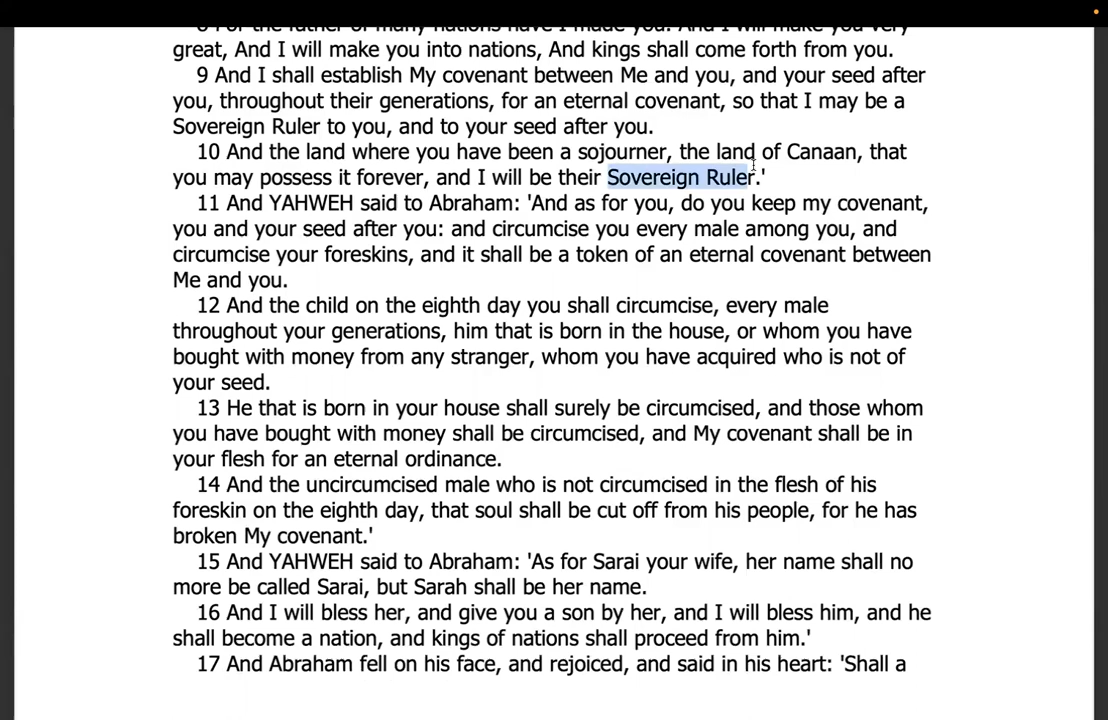 8 For the father of many nations have I made you. And I will make you very
great, And I will make you into nations, And kings shall come forth from you.
9 And I shall establish My covenant between Me and you, and your seed after
you, throughout their generations, for an eternal covenant, so that I may be a
Sovereign Ruler to you, and to your seed after you.
10 And the land where you have been a sojourner, the land of Canaan, that
you may possess it forever, and I will be their Sovereign Ruler.'
11 And YAHWEH said to Abraham: 'And as for you, do you keep my covenant,
you and your seed after you: and circumcise you every male among you, and
circumcise your foreskins, and it shall be a token of an eternal covenant between
Me and you.
12 And the child on the eighth day you shall circumcise, every male
throughout your generations, him that is born in the house, or whom you have
bought with money from any stranger, whom you have acquired who is not of
your seed.
13 He that is born in your house shall surely be circumcised, and those whom
you have bought with money shall be circumcised, and My covenant shall be in
your flesh for an eternal ordinance.
14 And the uncircumcised male who is not circumcised in the flesh of his
foreskin on the eighth day, that soul shall be cut off from his people, for he has
broken My covenant.'
15 And YAHWEH said to Abraham: 'As for Sarai your wife, her name shall no
more be called Sarai, but Sarah shall be her name.
16 And I will bless her, and give you a son by her, and I will bless him, and he
shall become a nation, and kings of nations shall proceed from him.'
17 And Abraham fell on his face, and rejoiced, and said in his heart: 'Shall a